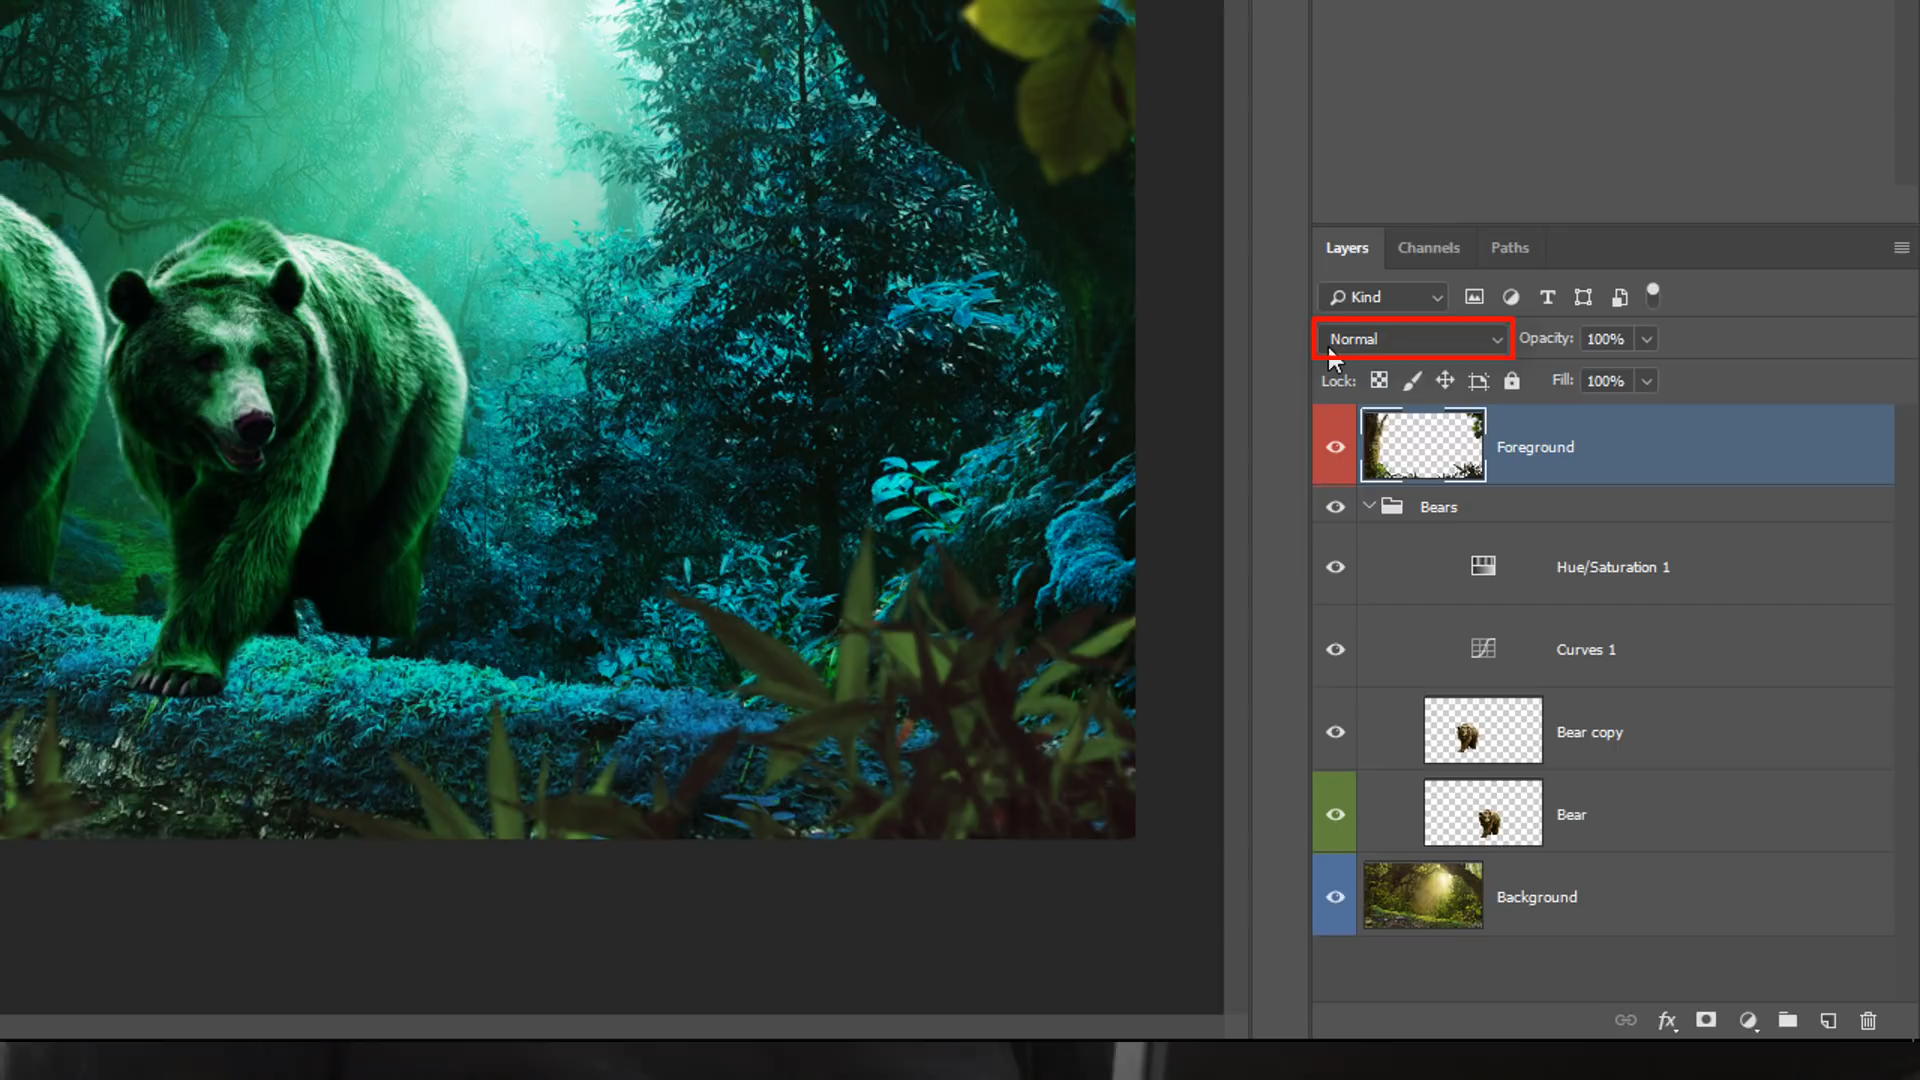 Layers Channels Paths
Kind
Normal Opacity: 100%
Lock: Fill: 100%
Foreground
Bears
Hue/Saturation 1
Curves 1
Bear copy
Bear
Background
fx